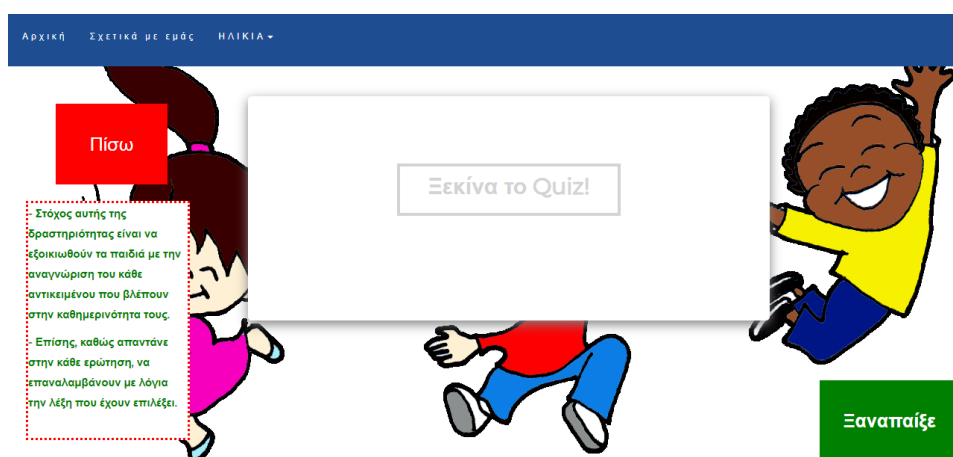 Αρχική Σχετικά με εμάς ΗΛΙΚΙΑ
Πίσω
Ξεκίνα το Quiz!
- Στόχος αυτής της
δραστηριότητας είναι να
εξοικιωθούν τα παιδιά με την
αναγνώριση του κάθε
αντικειμένου που βλέπουν
στην καθημερινότητα τους.
- Επίσης, καθώς απαντάνε
στην κάθε ερώτηση, να
επαναλαμβάνουν με λόγια
την λέξη που έχουν επιλέξει.
Ξαναπαίξε